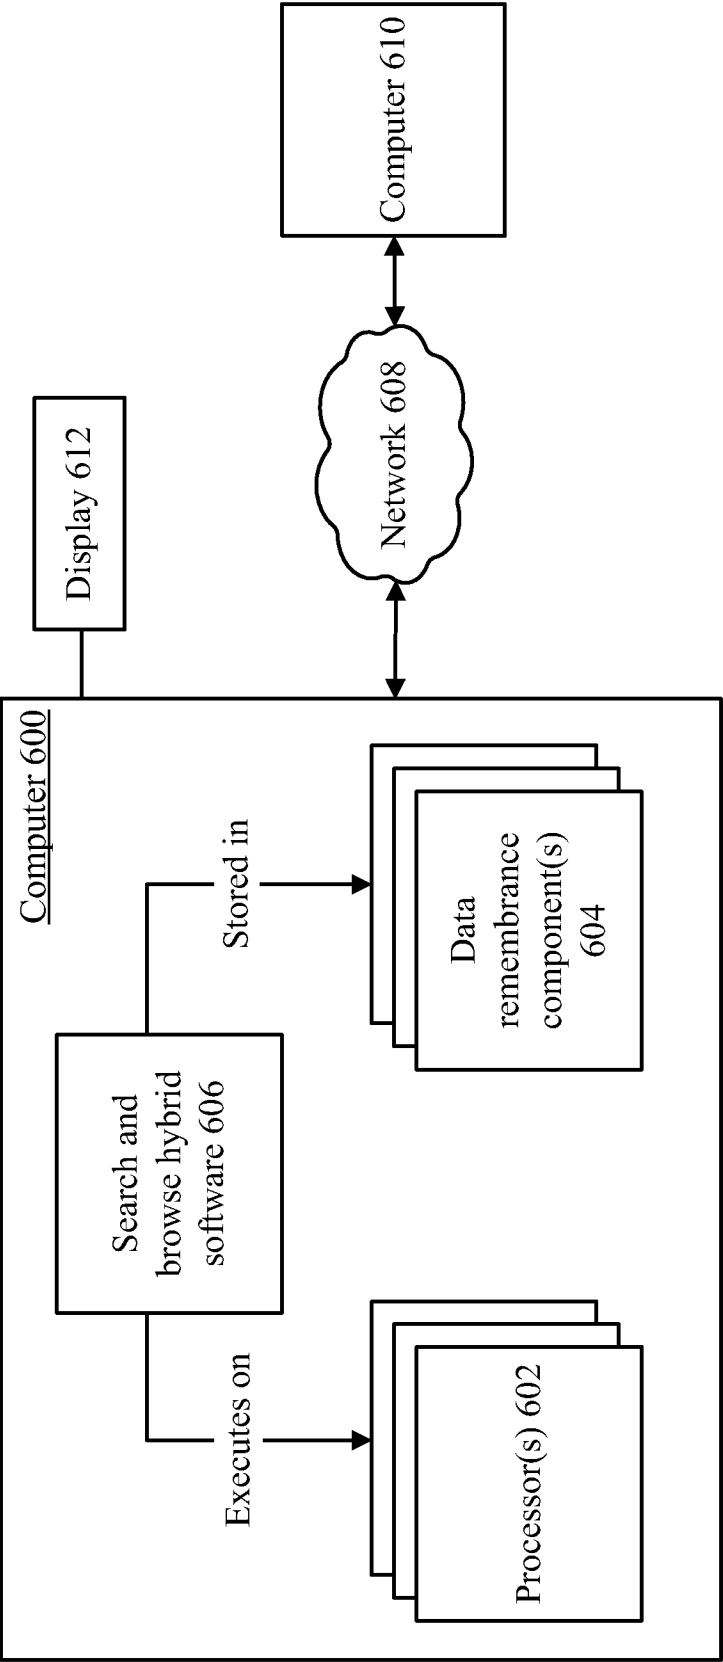 Computer 600
Search and
browse hybrid
software 606
Executes on
Stored in
Processor(s) 602
Data
remembrance
component(s)
604
Display 612
Network 608
Computer 610